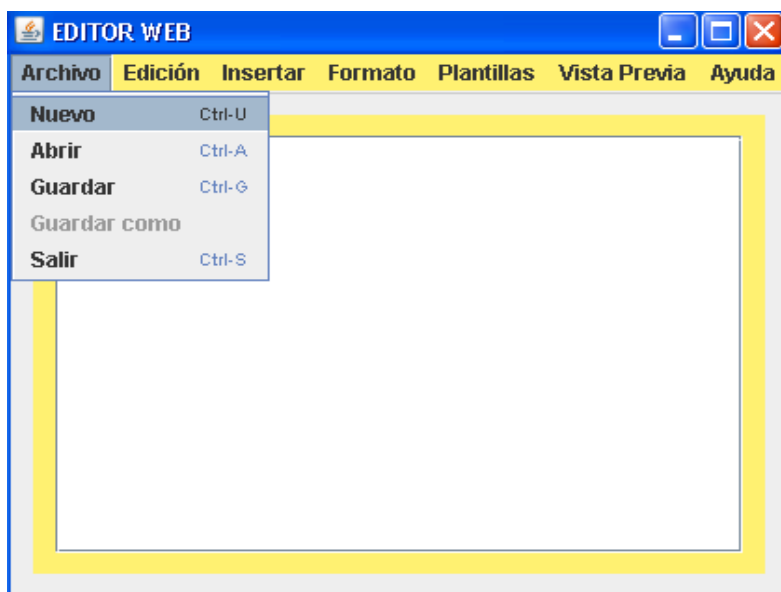 EDITOR WEB
Archivo Edición Insertar Formato Plantillas Vista Previa Ayuda
Nuevo Ctrl-U
Abrir Ctrl-A
Guardar Ctrl-G
Guardar como
Salir Ctrl-S